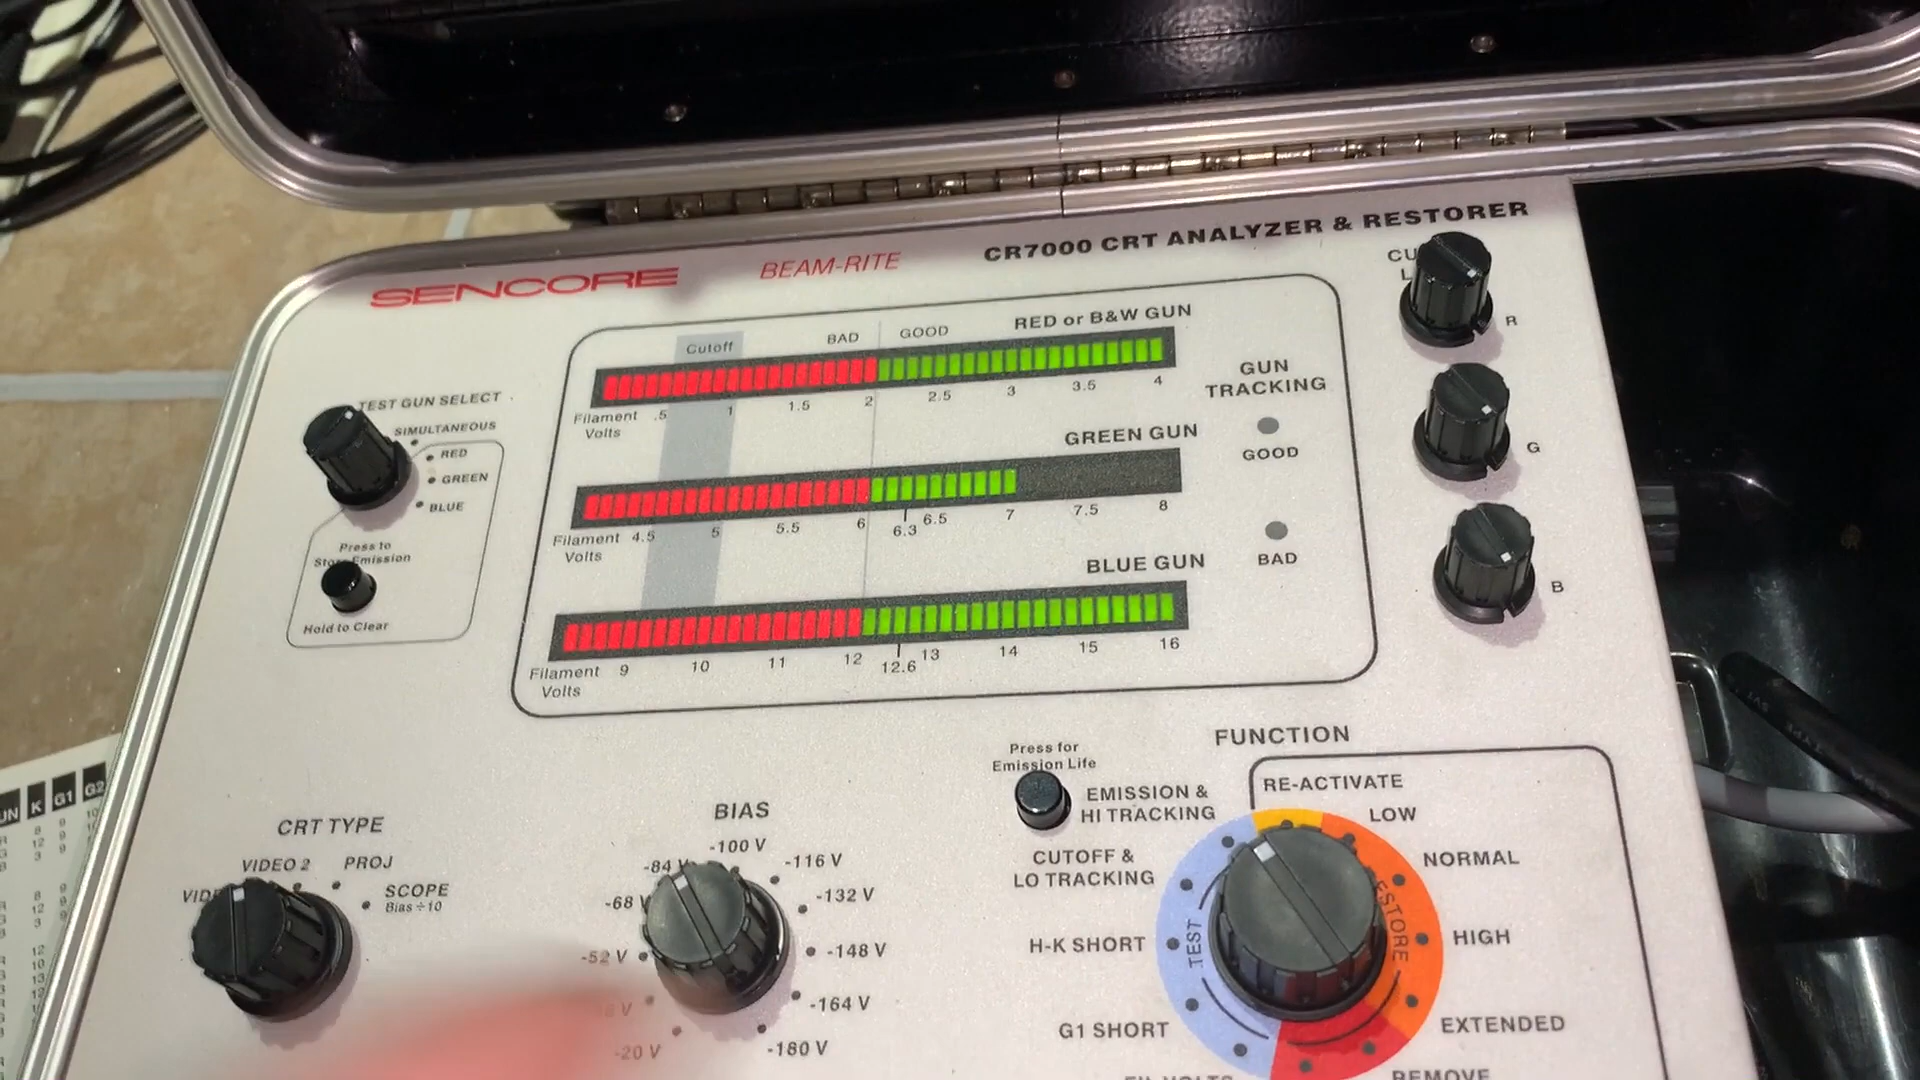 SENCORE
BEAM-RITE
CR7000 CRT ANALYZER & RESTORER
R
G
B
TEST GUN SELECT
SIMULTANEOUS
RED
GREEN
BLUE
Press to
Store Emission
Hold to Clear
Cutoff
BAD
GOOD
RED or B&W GUN
Filament
Volts
.5 1 1.5 2 2.5 3 3.5 4
GREEN GUN
Filament
Volts
4.5 5 5.5 6 6.3 6.5 7 7.5 8
BLUE GUN
Filament
Volts
9 10 11 12 12.6 13 14 15 16
GUN
TRACKING
GOOD
BAD
CRT TYPE
VIDEO 2
PROJ
SCOPE
Bias ÷10
BIAS
-20 V
-52 V
-68 V
-84 V
-100 V
-116 V
-132 V
-148 V
-164 V
-180 V
FUNCTION
Press for
Emission Life
EMISSION &
HI TRACKING
CUTOFF &
LO TRACKING
H-K SHORT
G1 SHORT
TEST
RE-ACTIVATE
LOW
NORMAL
HIGH
EXTENDED
REMOVE
K G1 G2